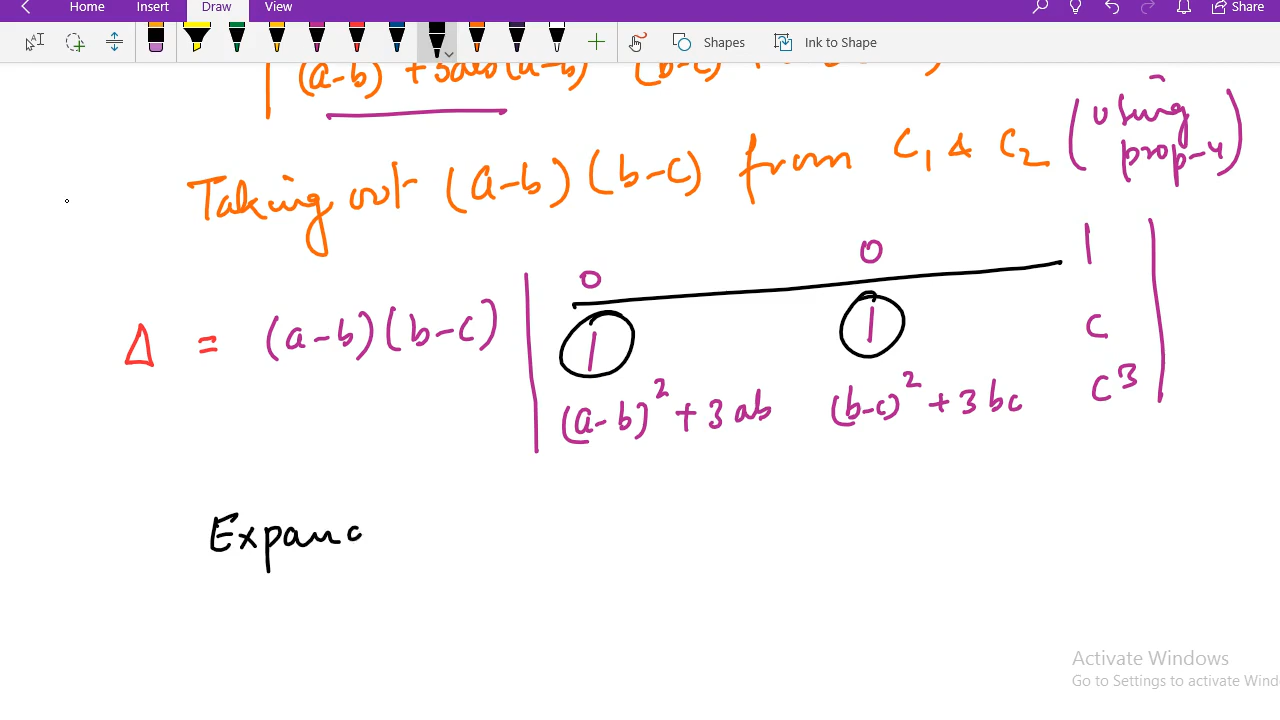 Home Insert Draw View Share
Shapes Ink to Shape
(a-b) + 3ab(a-b) (b-c)
Taking out (a-b) (b-c) from C₁ & C₂ (using prop-4)
0 0 1
Δ = (a-b) (b-c) | 1 1 c |
(a-b)² + 3ab (b-c)² + 3bc c³
Expanc
Activate Windows
Go to Settings to activate Wind